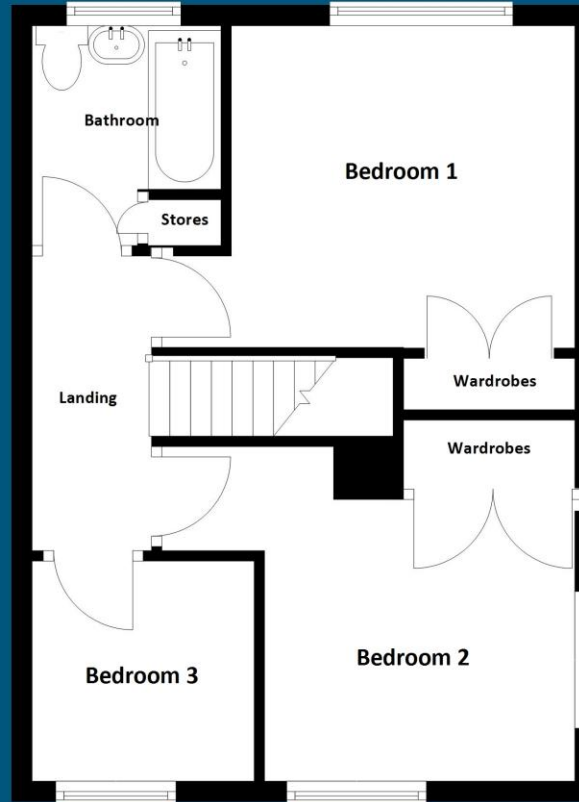 Bathroom
Bedroom 1
Stores
Wardrobes
Landing
Wardrobes
Bedroom 2
Bedroom 3